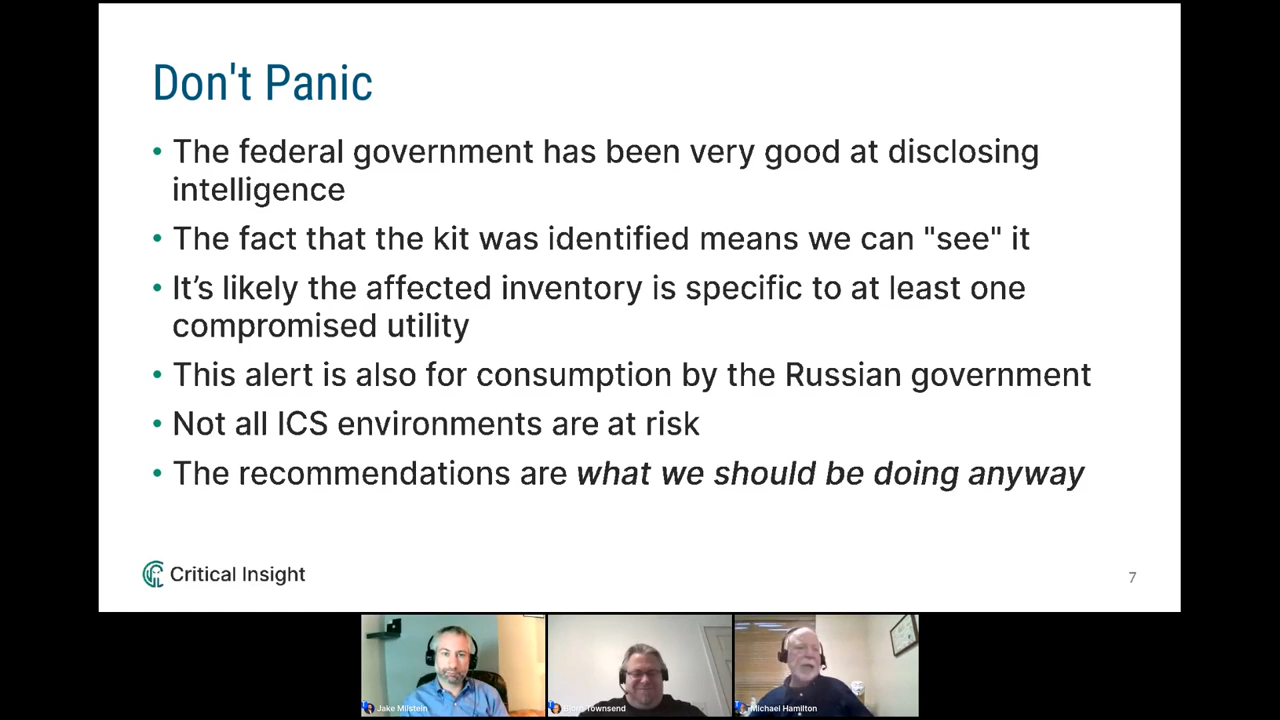 Don't Panic
• The federal government has been very good at disclosing
intelligence
• The fact that the kit was identified means we can "see" it
• It’s likely the affected inventory is specific to at least one
compromised utility
• This alert is also for consumption by the Russian government
• Not all ICS environments are at risk
• The recommendations are what we should be doing anyway
Critical Insight
7
Jake Milstein
Townsend
Michael Hamilton